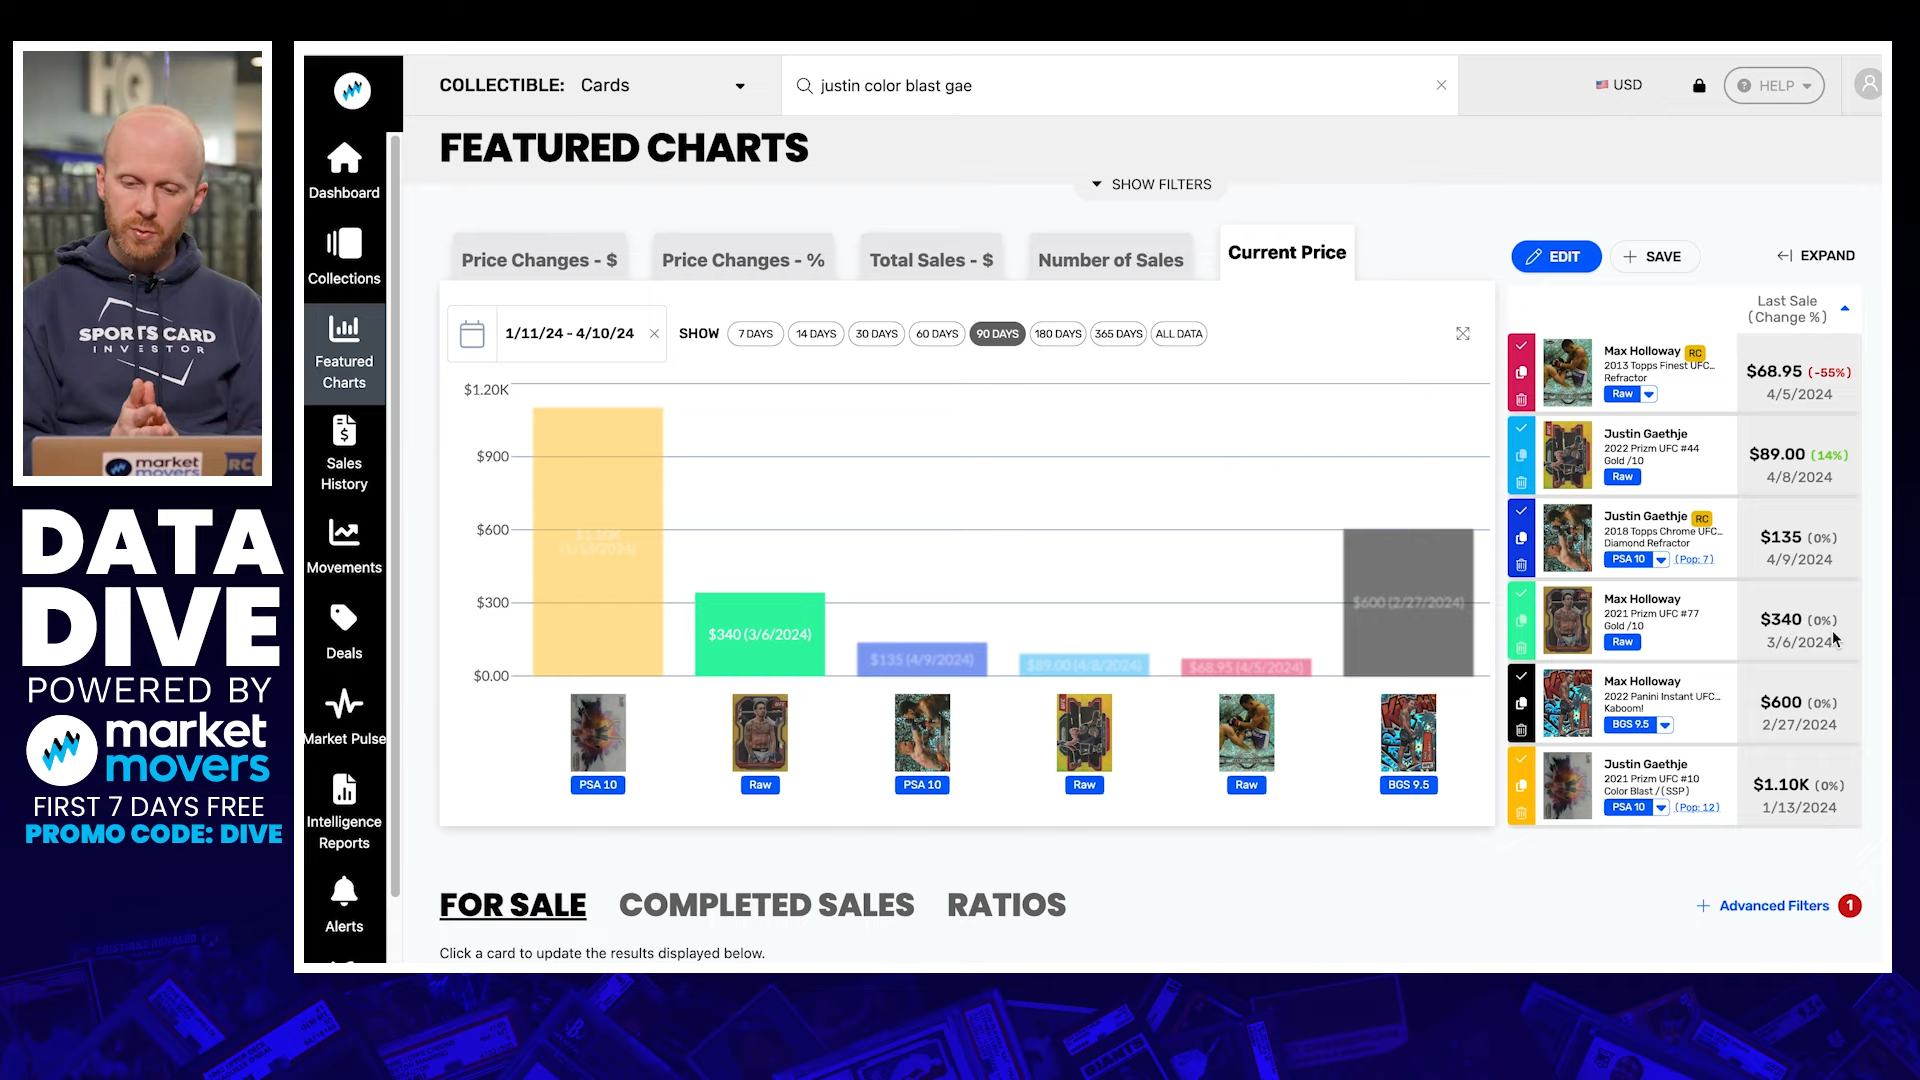 HQ
SPORTS CARD
INVESTOR
market
movers
RC
DATA
DIVE
POWERED BY
market
movers
FIRST 7 DAYS FREE
PROMO CODE: DIVE
Dashboard
Collections
Featured
Charts
Sales
History
Movements
Deals
Market Pulse
Intelligence
Reports
Alerts
COLLECTIBLE: Cards
justin color blast gae
USD
HELP
FEATURED CHARTS
SHOW FILTERS
Price Changes - $
Price Changes - %
Total Sales - $
Number of Sales
Current Price
EDIT
SAVE
EXPAND
1/11/24 - 4/10/24
SHOW
7 DAYS
14 DAYS
30 DAYS
60 DAYS
90 DAYS
180 DAYS
365 DAYS
ALL DATA
$1.20K
$900
$600
$300
$0.00
$1.10K
(1/13/2024)
$340 (3/6/2024)
$135 (4/9/2024)
$89.00 (4/8/2024)
$68.95 (4/5/2024)
$600 (2/27/2024)
PSA 10
Raw
PSA 10
Raw
Raw
BGS 9.5
Last Sale
(Change %)
Max Holloway RC
2013 Topps Finest UFC...
Refractor
Raw
$68.95 (-55%)
4/5/2024
Justin Gaethje
2022 Prizm UFC #44
Gold /10
Raw
$89.00 (14%)
4/8/2024
Justin Gaethje RC
2018 Topps Chrome UFC...
Diamond Refractor
PSA 10 (Pop: 7)
$135 (0%)
4/9/2024
Max Holloway
2021 Prizm UFC #77
Gold /10
Raw
$340 (0%)
3/6/2024
Max Holloway
2022 Panini Instant UFC...
Kaboom!
BGS 9.5
$600 (0%)
2/27/2024
Justin Gaethje
2021 Prizm UFC #10
Color Blast /(SSP)
PSA 10 (Pop: 12)
$1.10K (0%)
1/13/2024
FOR SALE
COMPLETED SALES
RATIOS
Advanced Filters 1
Click a card to update the results displayed below.
GIANTS